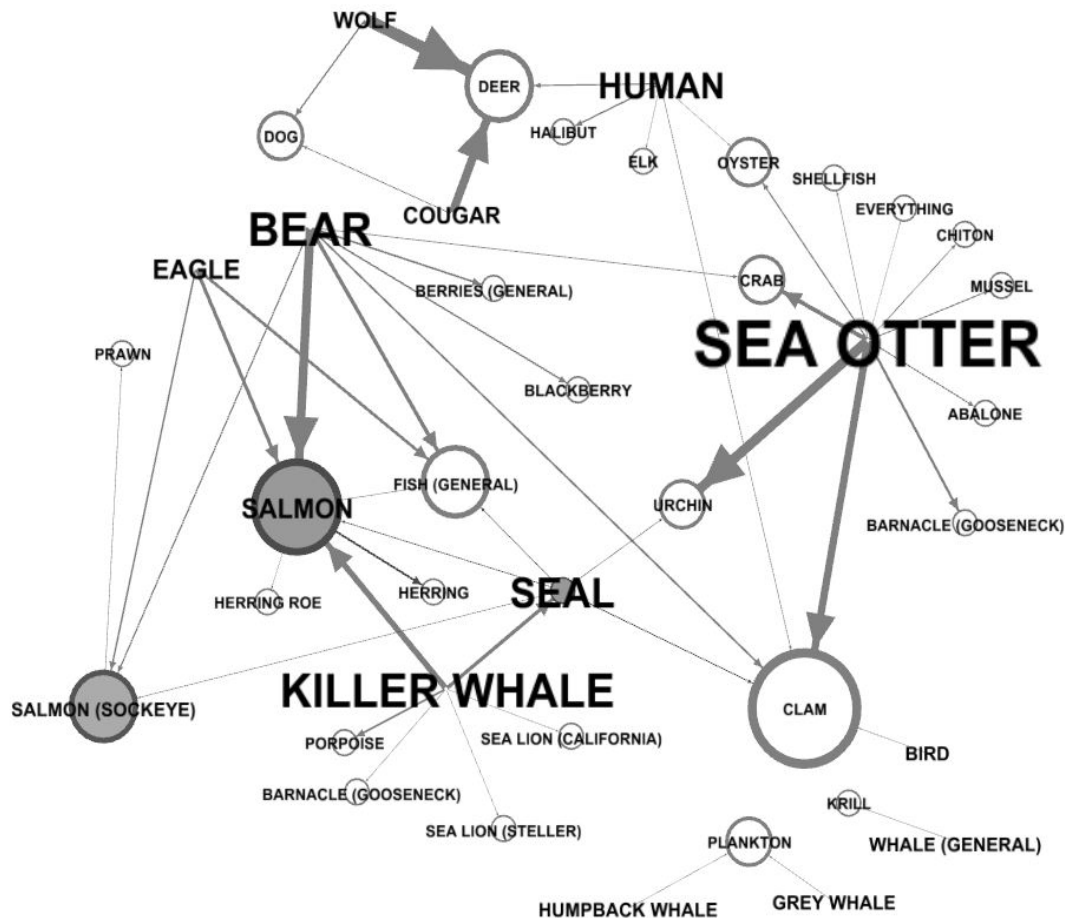 WOLF
DEER
HUMAN
HALIBUT
DOG
ELK
OYSTER
SHELLFISH
EVERYTHING
CHITON
COUGAR
BEAR
EAGLE
BERRIES (GENERAL)
CRAB
MUSSEL
SEA OTTER
PRAWN
BLACKBERRY
ABALONE
FISH (GENERAL)
SALMON
URCHIN
BARNACLE (GOOSENECK)
HERRING ROE
HERRING
SEAL
KILLER WHALE
SALMON (SOCKEYE)
CLAM
PORPOISE
SEA LION (CALIFORNIA)
BIRD
BARNACLE (GOOSENECK)
SEA LION (STELLER)
KRILL
PLANKTON
WHALE (GENERAL)
HUMPBACK WHALE
GREY WHALE